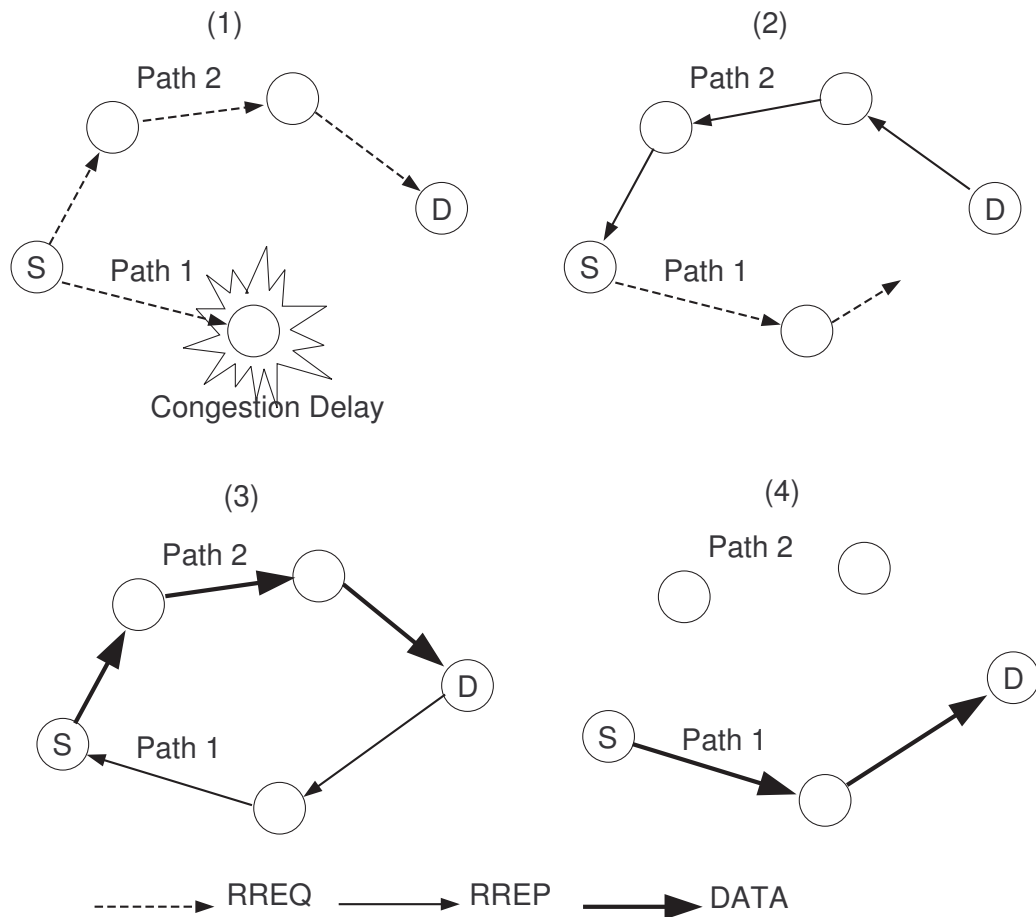 (1)
Path 2
D
S
Path 1
Congestion Delay
(2)
Path 2
D
S
Path 1
(3)
Path 2
D
S
Path 1
(4)
Path 2
D
S
Path 1
RREQ RREP DATA